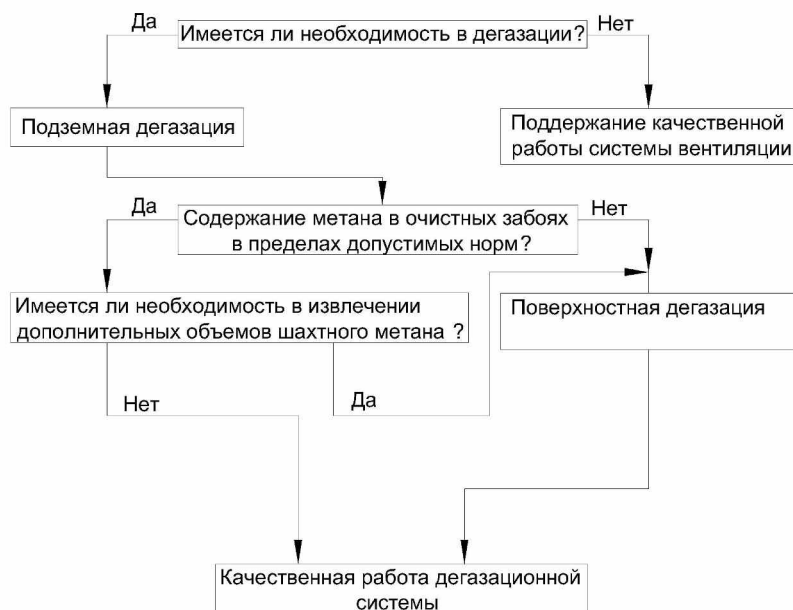 Да
Имеется ли необходимость в дегазации?
Нет
Подземная дегазация
Поддержание качественной
работы системы вентиляции
Да
Содержание метана в очистных забоях
в пределах допустимых норм?
Нет
Имеется ли необходимость в извлечении
дополнительных объемов шахтного метана ?
Поверхностная дегазация
Нет
Да
Качественная работа дегазационной
системы